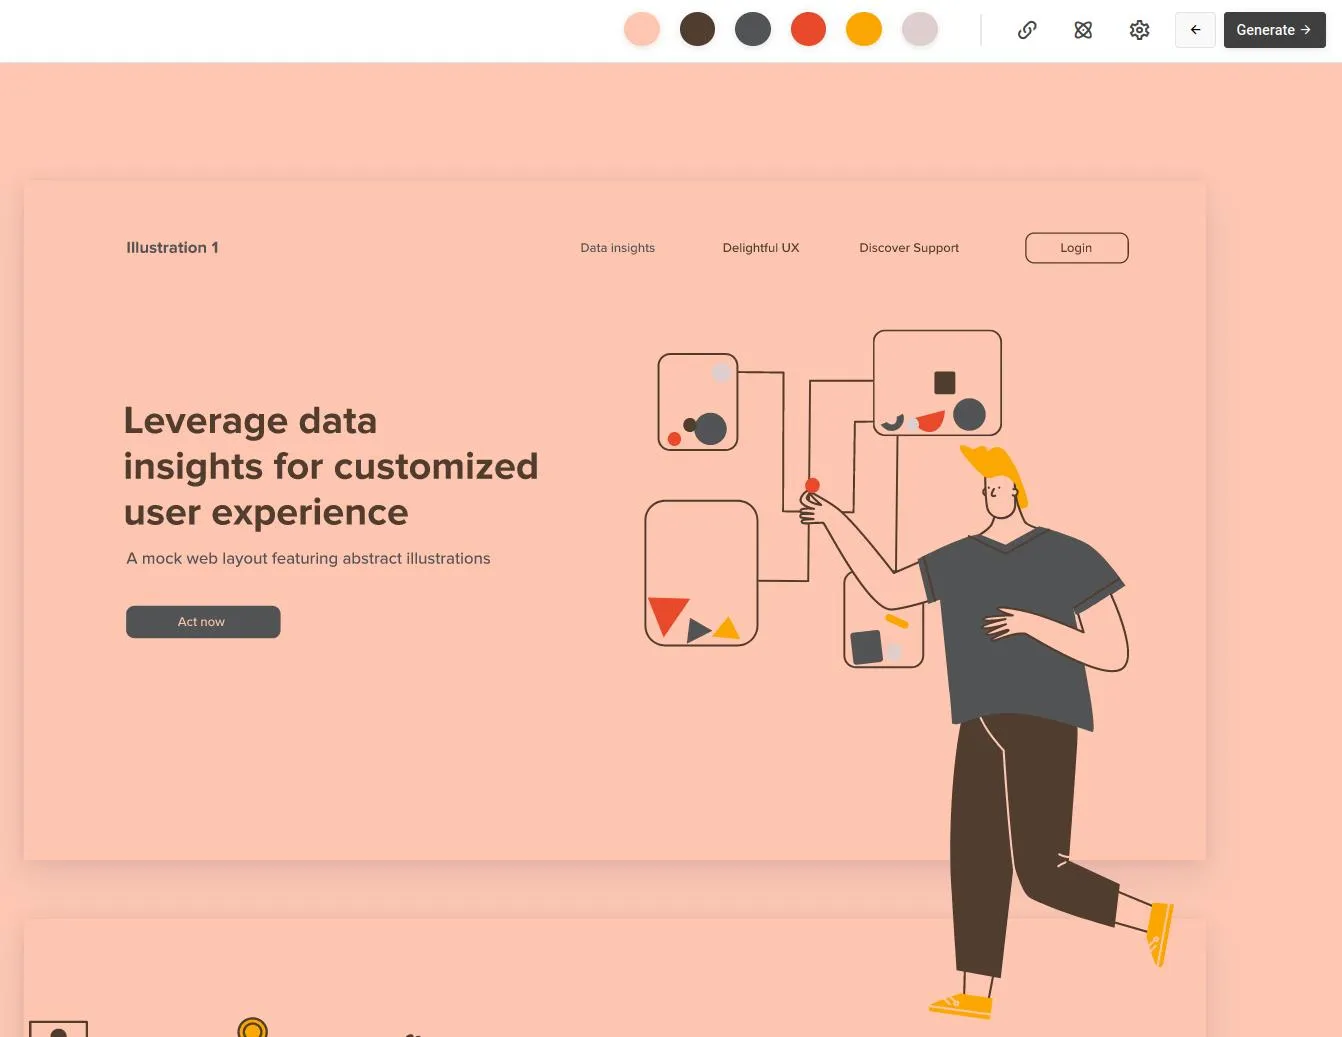 Generate
Illustration 1
Data insights
Delightful UX
Discover Support
Login
Leverage data
insights for customized
user experience
A mock web layout featuring abstract illustrations
Act now